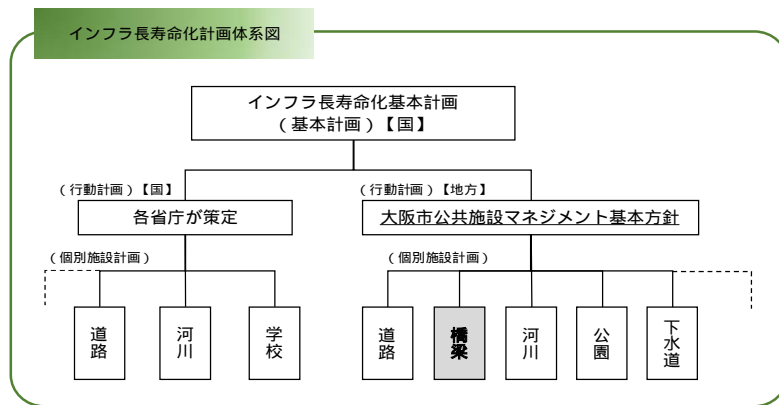 インフラ長寿命化計画体系図
インフラ長寿命化基本計画
（基本計画）【国】
（行動計画）【国】
各省庁が策定
（行動計画）【地方】
大阪市公共施設マネジメント基本方針
（個別施設計画）
道路
河川
学校
（個別施設計画）
道路
橋梁
河川
公園
下水道